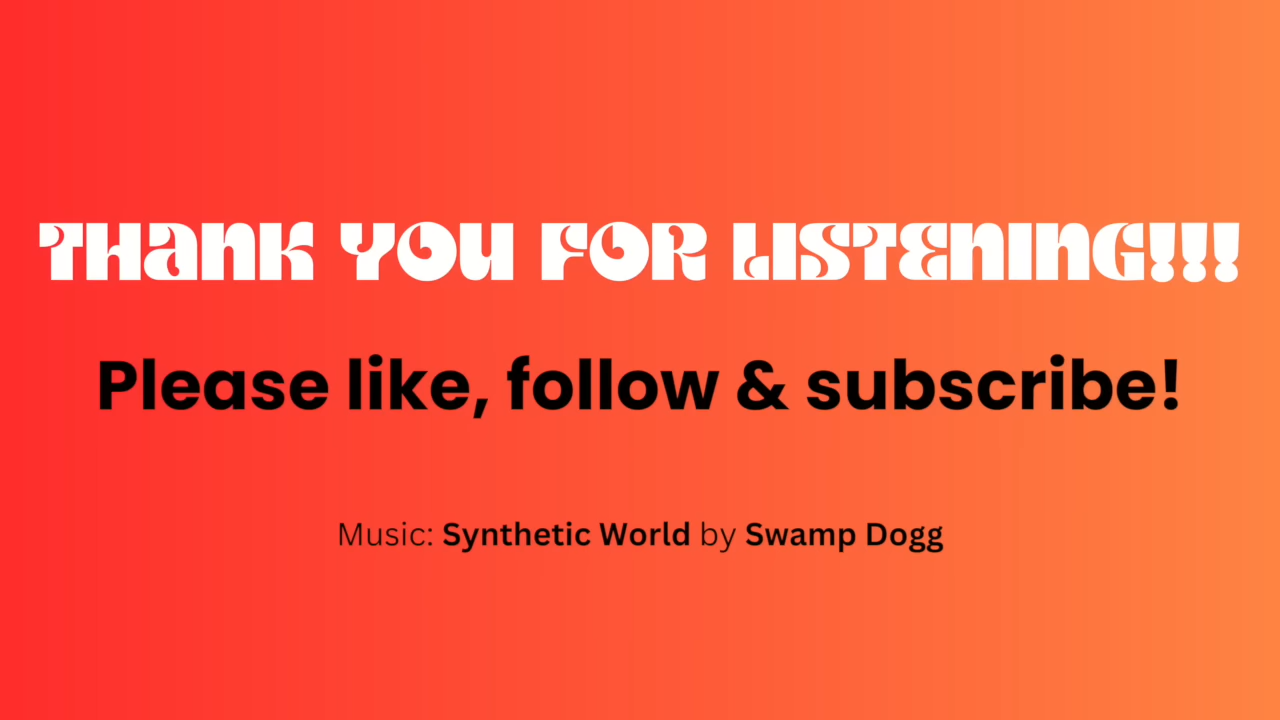 THANK YOU FOR LISTENING!!!
Please like, follow & subscribe!
Music: Synthetic World by Swamp Dogg